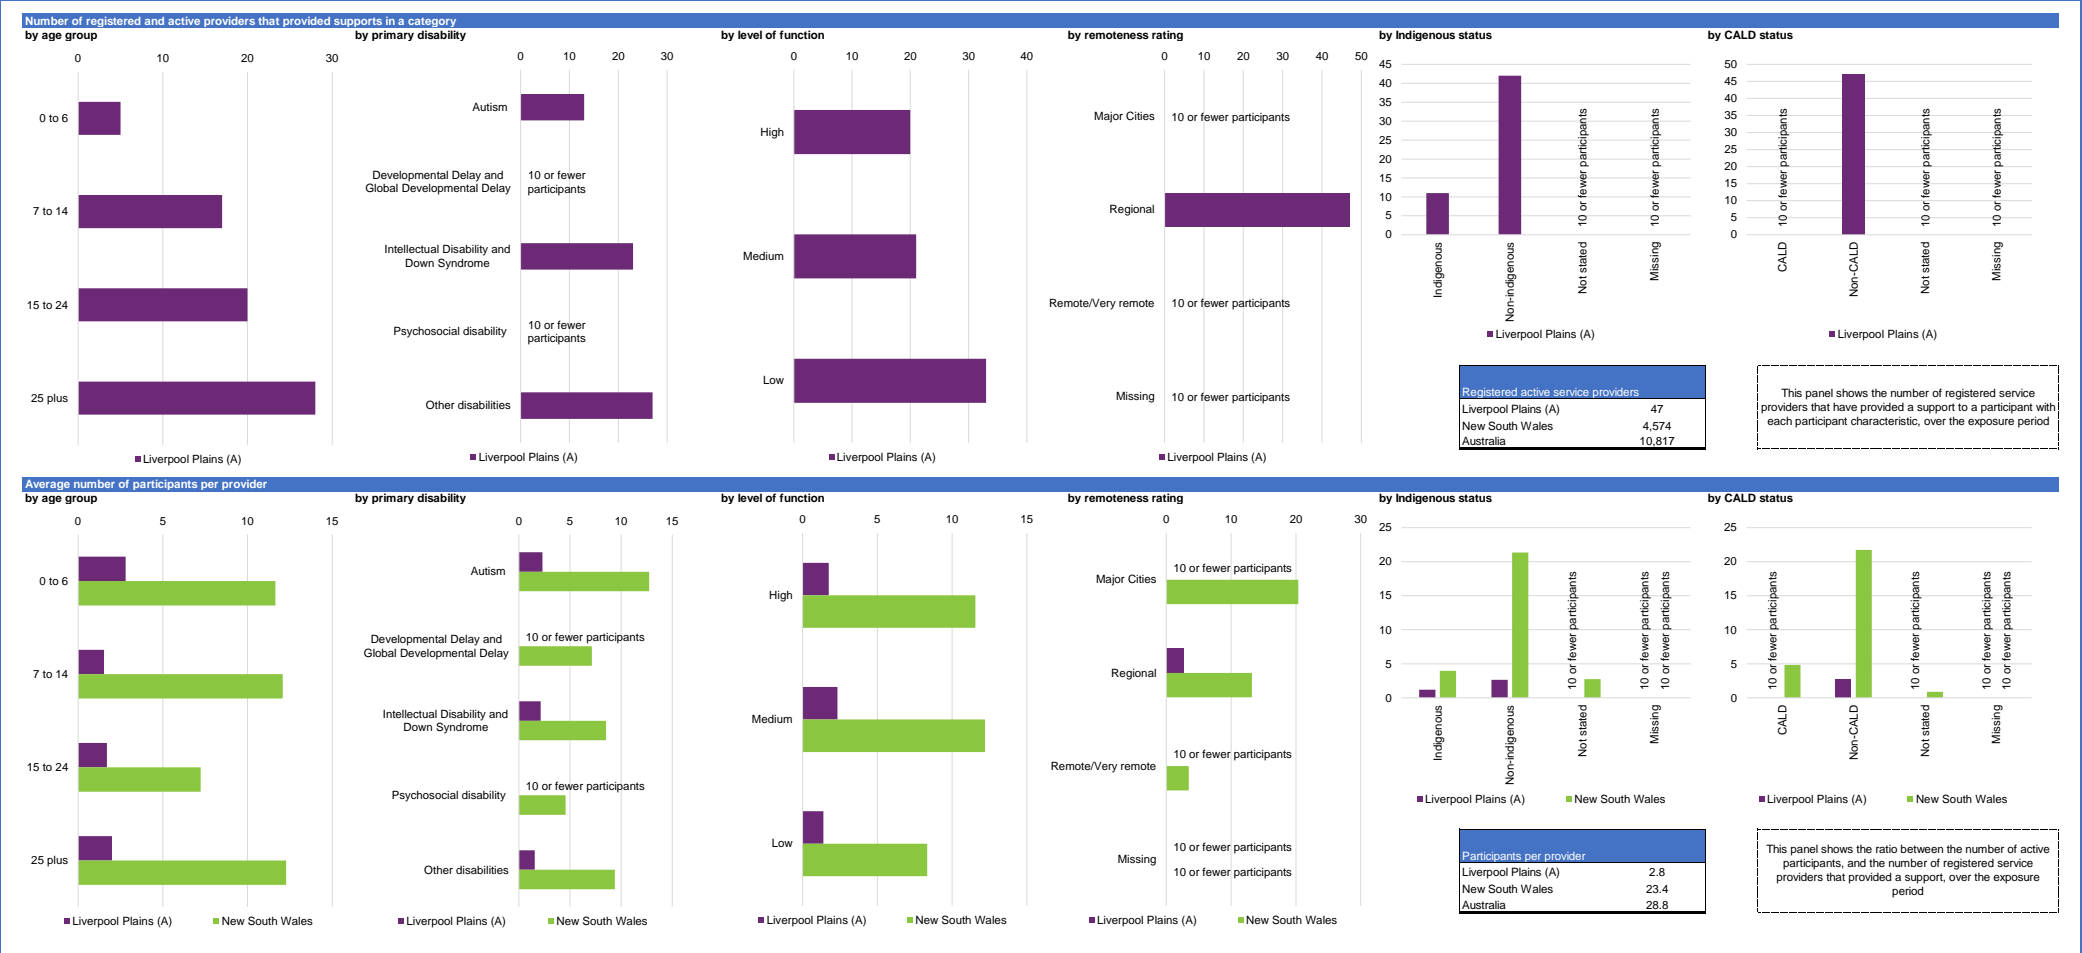 Number of registered and active providers that provided supports in a category
by age group
0 10 20 30
0 to 6
7 to 14
15 to 24
25 plus
Liverpool Plains (A)
by primary disability
0 10 20 30
Autism
Developmental Delay and
Global Developmental Delay
10 or fewer
participants
Intellectual Disability and
Down Syndrome
Psychosocial disability
10 or fewer
participants
Other disabilities
Liverpool Plains (A)
by level of function
0 10 20 30 40
High
Medium
Low
Liverpool Plains (A)
by remoteness rating
0 10 20 30 40 50
Major Cities
10 or fewer participants
Regional
Remote/Very remote
10 or fewer participants
Missing
10 or fewer participants
Liverpool Plains (A)
by Indigenous status
45
40
35
30
25
20
15
10
5
0
10 or fewer participants
10 or fewer participants
Indigenous
Non-indigenous
Not stated
Missing
Liverpool Plains (A)
by CALD status
50
45
40
35
30
25
20
15
10
5
0
10 or fewer participants
10 or fewer participants
10 or fewer participants
CALD
Non-CALD
Not stated
Missing
Liverpool Plains (A)
Registered active service providers
Liverpool Plains (A) 47
New South Wales 4,574
Australia 10,817
This panel shows the number of registered service
providers that have provided a support to a participant with
each participant characteristic, over the exposure period
Average number of participants per provider
by age group
0 5 10 15
0 to 6
7 to 14
15 to 24
25 plus
Liverpool Plains (A) New South Wales
by primary disability
0 5 10 15
Autism
Developmental Delay and
Global Developmental Delay
10 or fewer participants
Intellectual Disability and
Down Syndrome
Psychosocial disability
10 or fewer participants
Other disabilities
Liverpool Plains (A) New South Wales
by level of function
0 5 10 15
High
Medium
Low
Liverpool Plains (A) New South Wales
by remoteness rating
0 10 20 30
Major Cities
10 or fewer participants
Regional
Remote/Very remote
10 or fewer participants
Missing
10 or fewer participants
10 or fewer participants
Liverpool Plains (A) New South Wales
by Indigenous status
25
20
15
10
5
0
10 or fewer participants
10 or fewer participants
10 or fewer participants
Indigenous
Non-indigenous
Not stated
Missing
Liverpool Plains (A) New South Wales
by CALD status
25
20
15
10
5
0
10 or fewer participants
10 or fewer participants
10 or fewer participants
10 or fewer participants
CALD
Non-CALD
Not stated
Missing
Liverpool Plains (A) New South Wales
Participants per provider
Liverpool Plains (A) 2.8
New South Wales 23.4
Australia 28.8
This panel shows the ratio between the number of active
participants, and the number of registered service
providers that provided a support, over the exposure
period